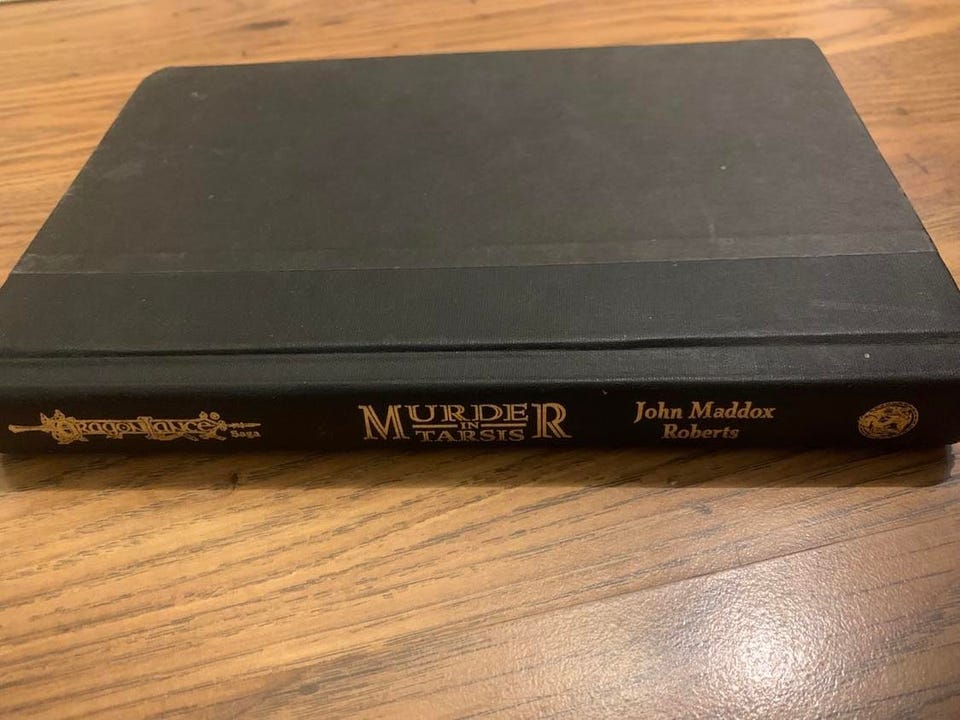 DRAGONLANCE
Saga
MURDER
IN
TARSIS
John Maddox
Roberts